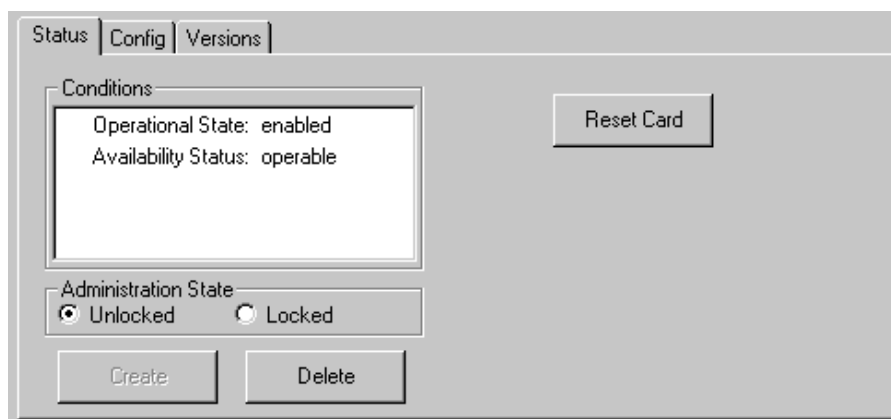 Status Config Versions
Conditions
Operational State: enabled
Availability Status: operable
Reset Card
Administration State
Unlocked Locked
Create Delete